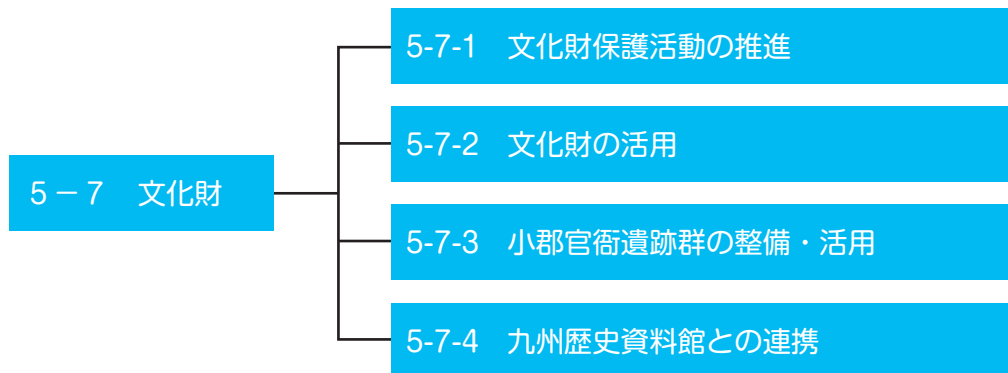 5－7　文化財
5-7-1　文化財保護活動の推進
5-7-2　文化財の活用
5-7-3　小郡官衙遺跡群の整備・活用
5-7-4　九州歴史資料館との連携